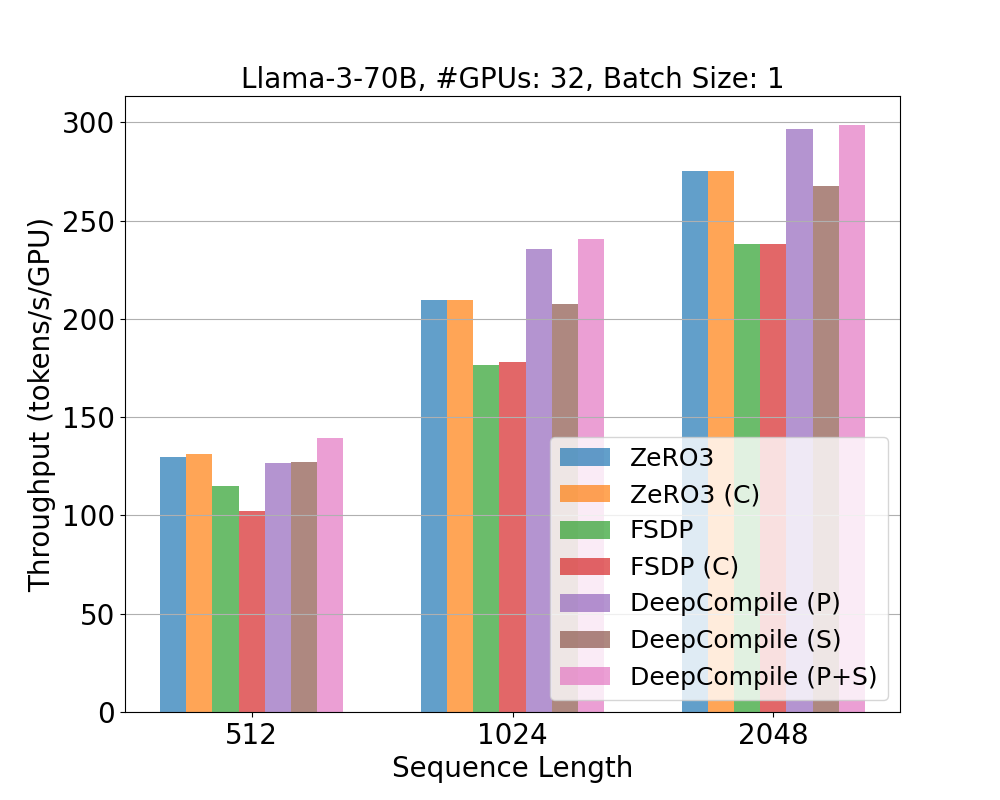 Llama-3-70B, #GPUs: 32, Batch Size: 1
Throughput (tokens/s/GPU)
300
250
200
150
100
50
0
ZeRO3
ZeRO3 (C)
FSDP
FSDP (C)
DeepCompile (P)
DeepCompile (S)
DeepCompile (P+S)
512
1024
2048
Sequence Length